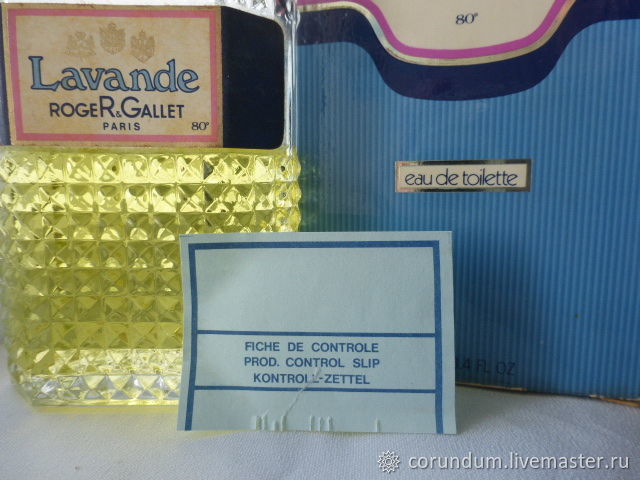 Lavande
ROGER & GALLET
PARIS
80°
80°
eau de toilette
FICHE DE CONTROLE
PROD. CONTROL SLIP
KONTROLL-ZETTEL
FL OZ
corundum.livemaster.ru